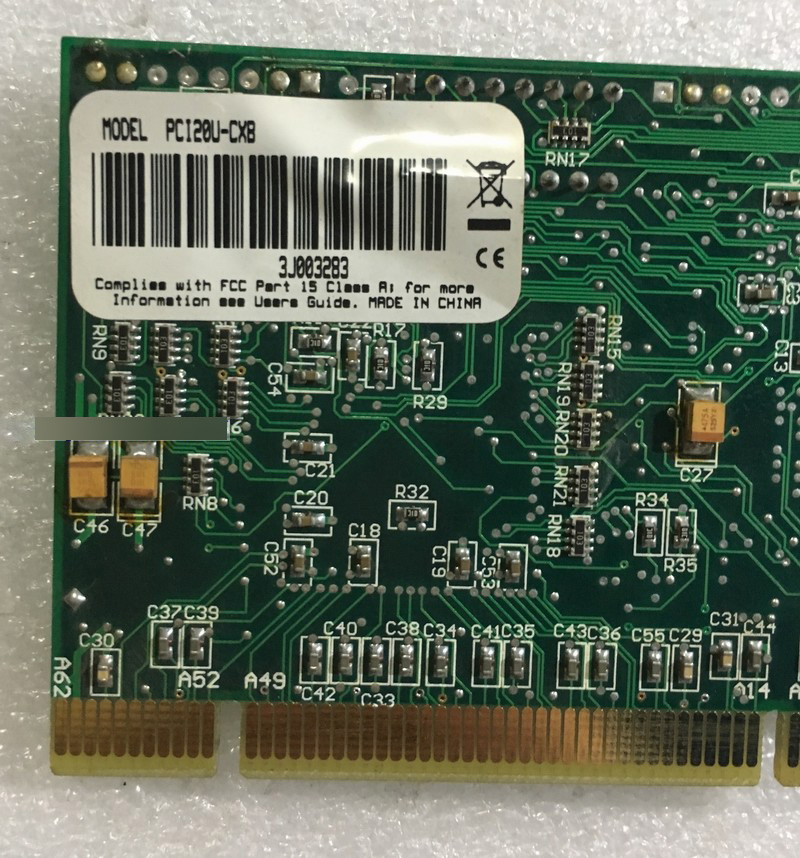 MODEL PCI20U-CXB
3J003283
Complies with FCC Part 15 Class A; for more
Information see Users Guide. MADE IN CHINA
CE
RN17
RN9
R17
RN15
C13
C54
R29
RN19
RN20
C21
C27
RN8
RN21
C46
C47
C20
R32
R34
RN18
C52
C18
C19
C53
R35
C37
C39
C30
C40
C38
C34
C41
C35
C43
C36
C55
C29
C31
C44
A62
A52
A49
C42
C33
A14